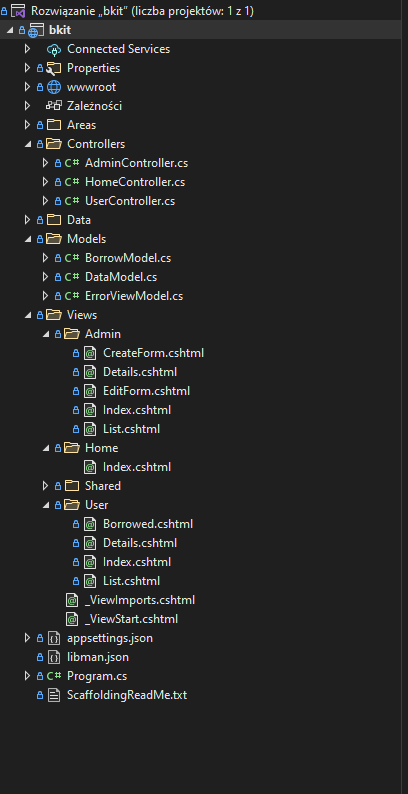 Rozwiązanie „bkit” (liczba projektów: 1 z 1)
bkit
Connected Services
Properties
wwwroot
Zależności
Areas
Controllers
C# AdminController.cs
C# HomeController.cs
C# UserController.cs
Data
Models
C# BorrowModel.cs
C# DataModel.cs
C# ErrorViewModel.cs
Views
Admin
CreateForm.cshtml
Details.cshtml
EditForm.cshtml
Index.cshtml
List.cshtml
Home
Index.cshtml
Shared
User
Borrowed.cshtml
Details.cshtml
Index.cshtml
List.cshtml
_ViewImports.cshtml
_ViewStart.cshtml
appsettings.json
libman.json
C# Program.cs
ScaffoldingReadMe.txt